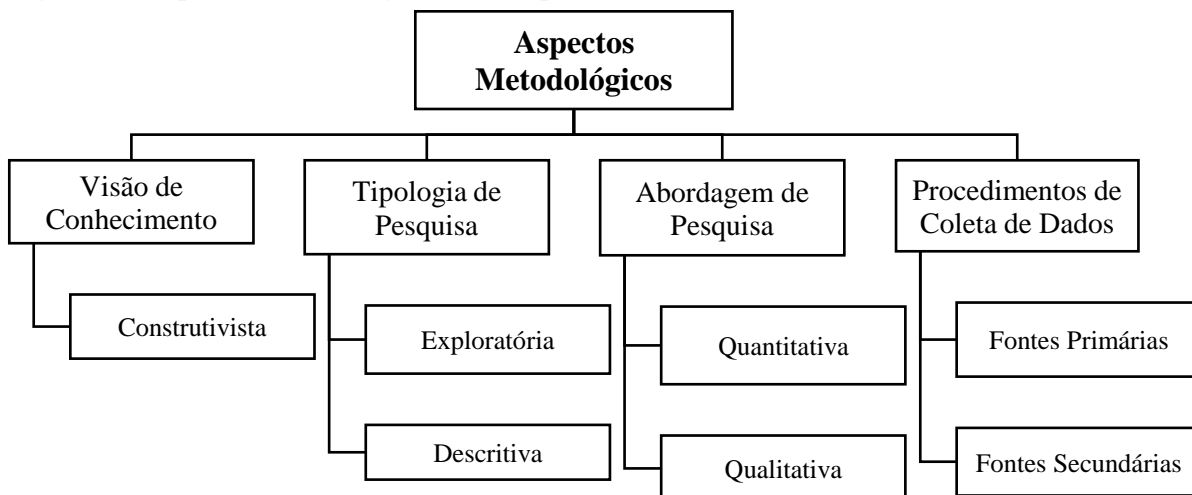 Aspectos
Metodológicos
Visão de
Conhecimento
Tipologia de
Pesquisa
Abordagem de
Pesquisa
Procedimentos de
Coleta de Dados
Construtivista
Exploratória
Quantitativa
Fontes Primárias
Descritiva
Qualitativa
Fontes Secundárias